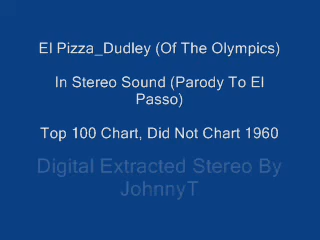 El Pizza_Dudley (Of The Olympics)
In Stereo Sound (Parody To El
Passo)
Top 100 Chart, Did Not Chart 1960
Digital Extracted Stereo By
JohnnyT